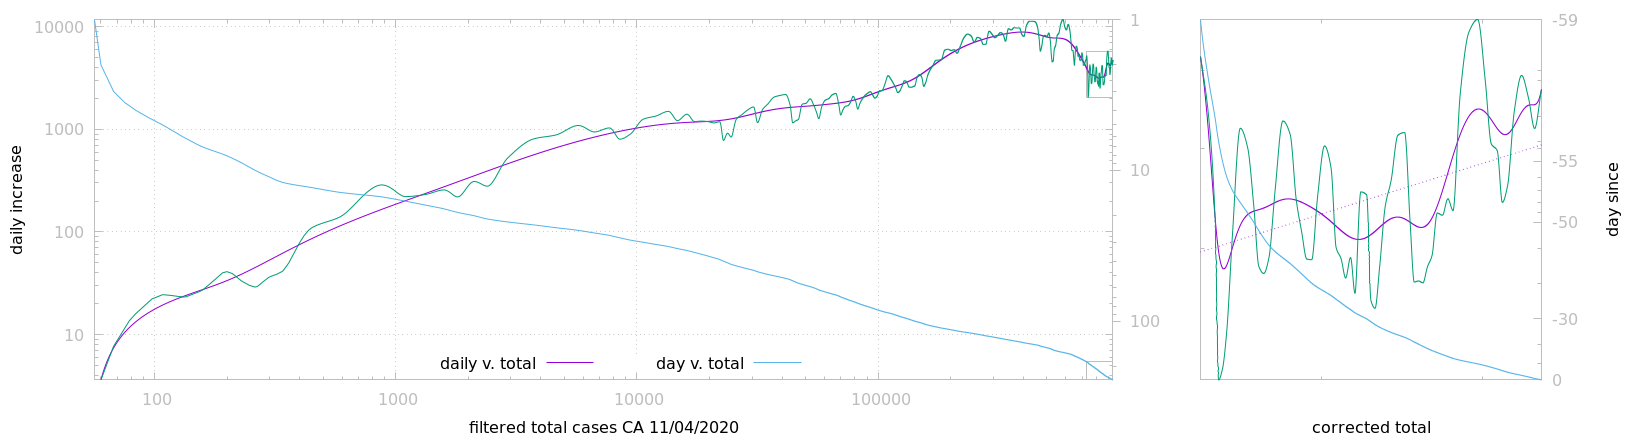 10000
1000
100
10
daily increase
100
1000
10000
100000
filtered total cases CA 11/04/2020
daily v. total
day v. total
1
10
100
-59
-55
-50
-30
0
day since
corrected total